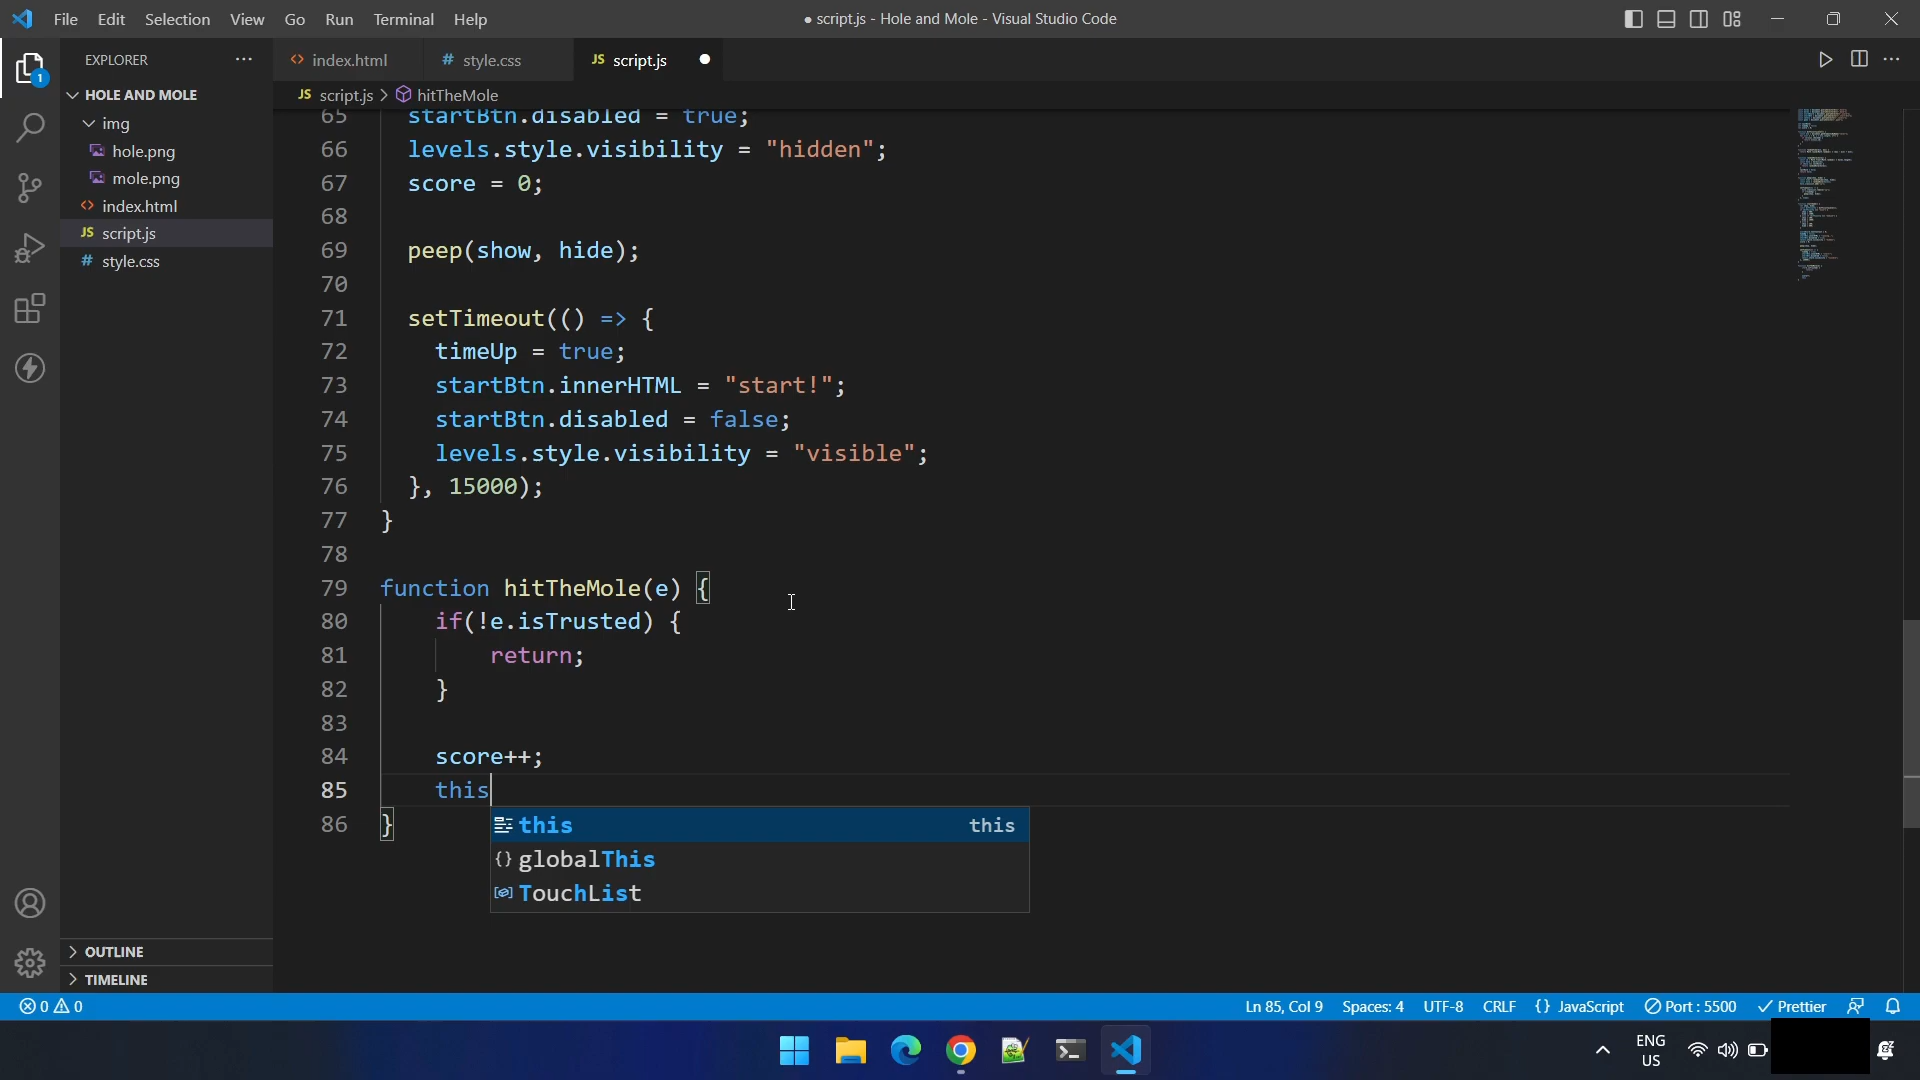 File Edit Selection View Go Run Terminal Help
● script.js - Hole and Mole - Visual Studio Code
EXPLORER
HOLE AND MOLE
img
hole.png
mole.png
index.html
script.js
style.css
OUTLINE
TIMELINE
1
index.html
style.css
JS script.js
JS script.js > hitTheMole
65 startBtn.disabled = true;
66 levels.style.visibility = "hidden";
67 score = 0;
68
69 peep(show, hide);
70
71 setTimeout(() => {
72 timeUp = true;
73 startBtn.innerHTML = "start!";
74 startBtn.disabled = false;
75 levels.style.visibility = "visible";
76 }, 15000);
77 }
78
79 function hitTheMole(e) {
80 if(!e.isTrusted) {
81 return;
82 }
83
84 score++;
85 this
86 }
this this
globalThis
TouchList
0 0
Ln 85, Col 9 Spaces: 4 UTF-8 CRLF {} JavaScript Port : 5500 Prettier
ENG
US